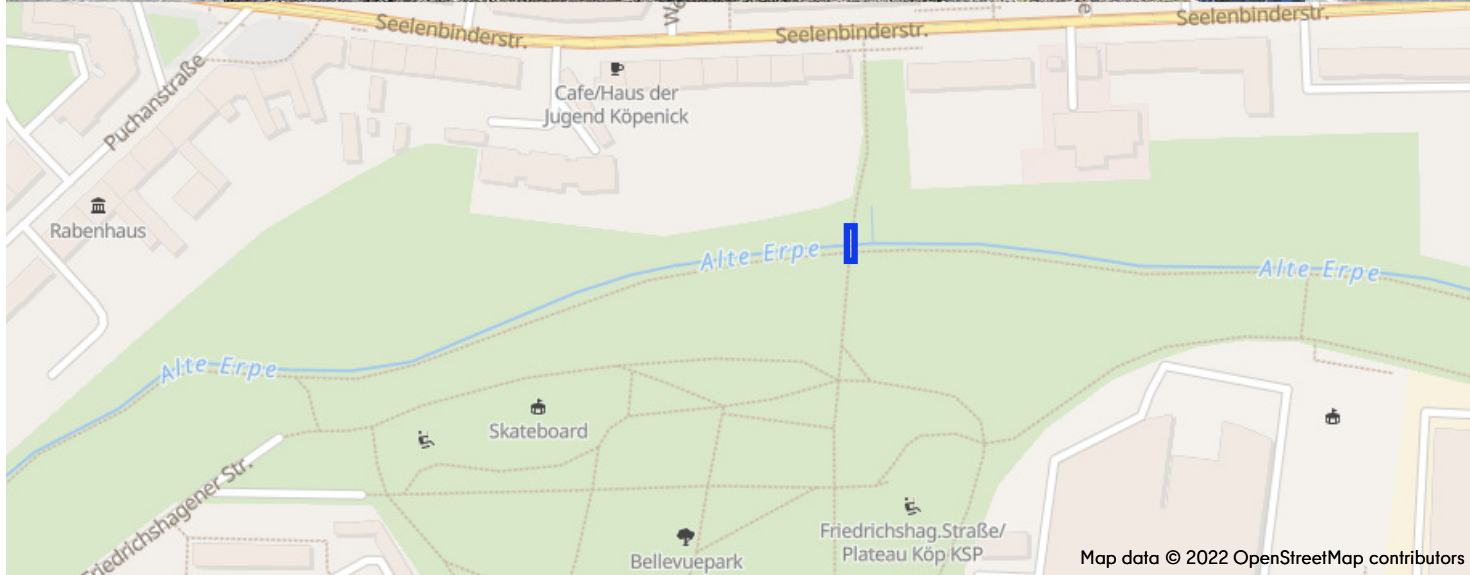 Seelenbinderstr.
Seelenbinderstr.
Seelenbinderstr.
We
e
Puchanstraße
Cafe/Haus der
Jugend Köpenick
Rabenhaus
Alte Erpe
Alte Erpe
Alte Erpe
Skateboard
Friedrichshagener Str.
Friedrichshag.Straße/
Plateau Köp KSP
Bellevuepark
Map data © 2022 OpenStreetMap contributors